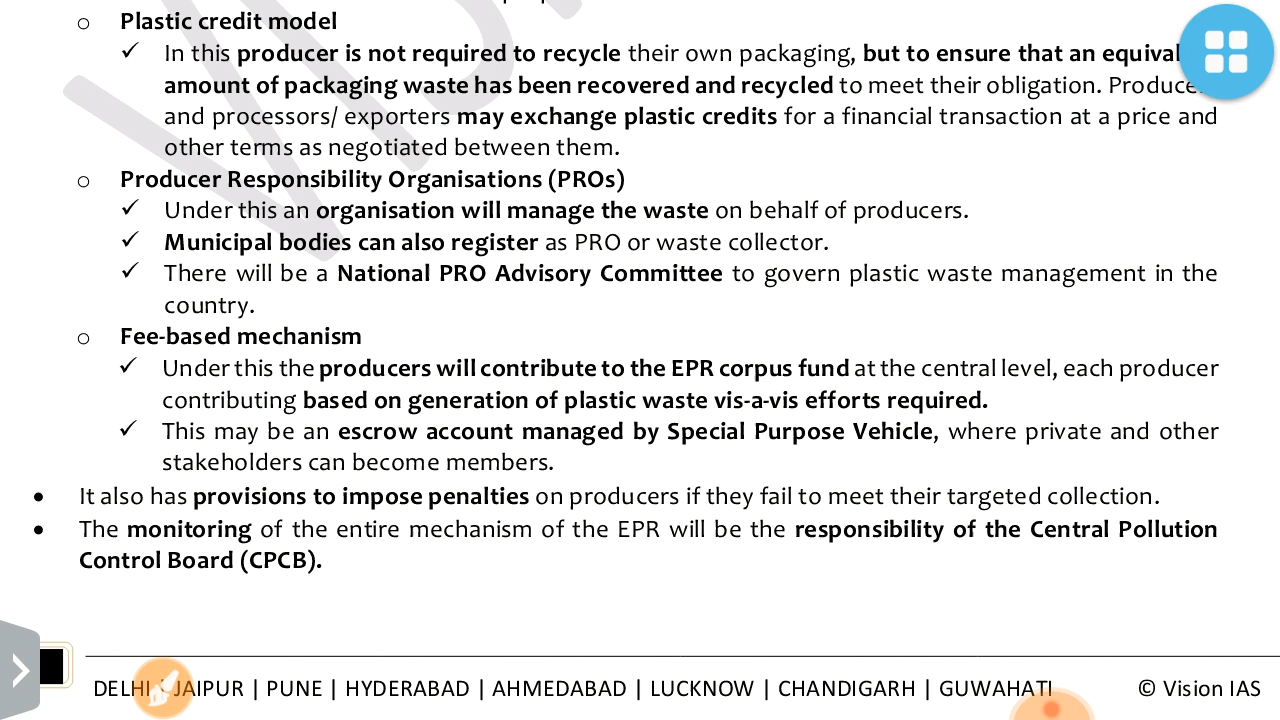 o Plastic credit model
✓ In this producer is not required to recycle their own packaging, but to ensure that an
amount of packaging waste has been recovered and recycled to meet their obligation.
and processors/ exporters may exchange plastic credits for a financial transaction at a price and
other terms as negotiated between them.
o Producer Responsibility Organisations (PROs)
✓ Under this an organisation will manage the waste on behalf of producers.
✓ Municipal bodies can also register as PRO or waste collector.
✓ There will be a National PRO Advisory Committee to govern plastic waste management in the
country.
o Fee-based mechanism
✓ Under this the producers will contribute to the EPR corpus fund at the central level, each producer
contributing based on generation of plastic waste vis-a-vis efforts required.
✓ This may be an escrow account managed by Special Purpose Vehicle, where private and other
stakeholders can become members.
• It also has provisions to impose penalties on producers if they fail to meet their targeted collection.
• The monitoring of the entire mechanism of the EPR will be the responsibility of the Central Pollution
Control Board (CPCB).
DELHI | JAIPUR | PUNE | HYDERABAD | AHMEDABAD | LUCKNOW | CHANDIGARH | GUWAHATI © Vision IAS